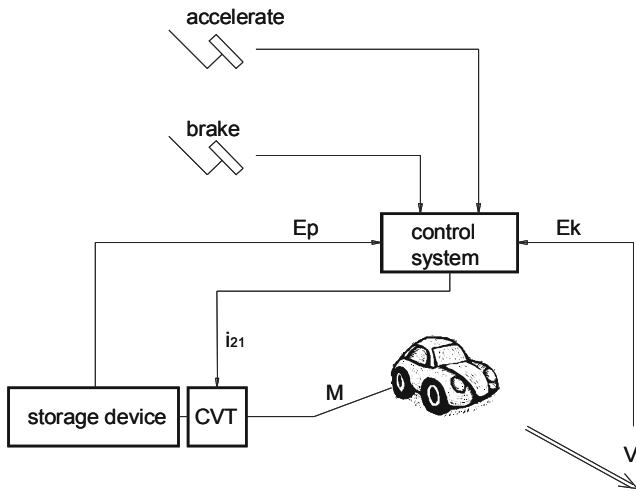 accelerate
brake
Ep
control
system
Ek
i21
M
storage device
CVT
V